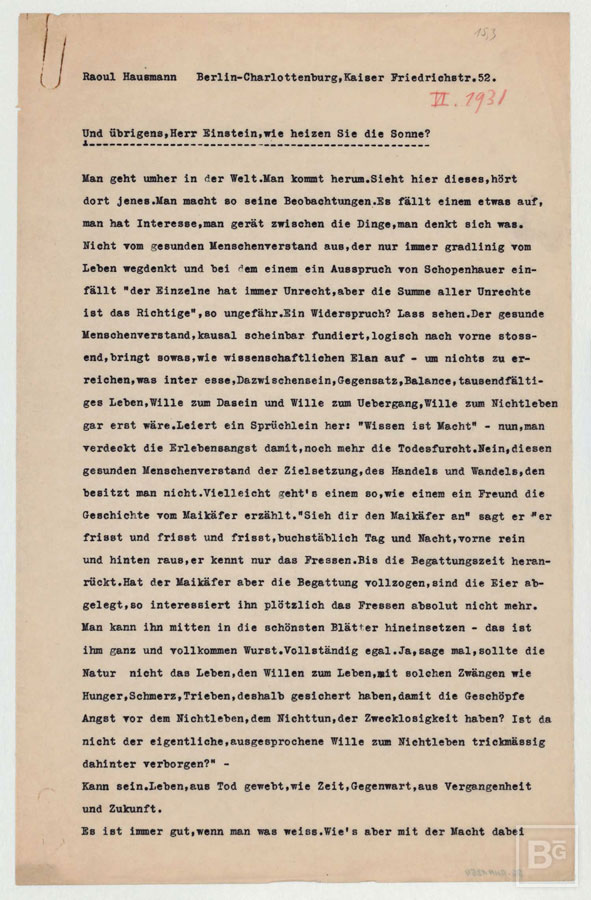 15,3
Raoul Hausmann   Berlin-Charlottenburg,Kaiser Friedrichstr.52.
VI. 1931
Und übrigens,Herr Einstein,wie heizen Sie die Sonne?
Man geht umher in der Welt.Man kommt herum.Sieht hier dieses,hört
dort jenes.Man macht so seine Beobachtungen.Es fällt einem etwas auf,
man hat Interesse,man gerät zwischen die Dinge,man denkt sich was.
Nicht vom gesunden Menschenverstand aus,der nur immer gradlinig vom
Leben wegdenkt und bei dem einem ein Ausspruch von Schopenhauer ein-
fällt "der Einzelne hat immer Unrecht,aber die Summe aller Unrechte
ist das Richtige",so ungefähr.Ein Widerspruch? Lass sehen.Der gesunde
Menschenverstand,kausal scheinbar fundiert,logisch nach vorne stoss-
end,bringt sowas,wie wissenschaftlichen Elan auf - um nichts zu er-
reichen,was inter esse,Dazwischensein,Gegensatz,Balance,tausendfälti-
ges Leben,Wille zum Dasein und Wille zum Uebergang,Wille zum Nichtleben
gar erst wäre.Leiert ein Sprüchlein her: "Wissen ist Macht" - nun,man
verdeckt die Erlebensangst damit,noch mehr die Todesfurcht.Nein,diesen
gesunden Menschenverstand der Zielsetzung,des Handels und Wandels,den
besitzt man nicht.Vielleicht geht's einem so,wie einem ein Freund die
Geschichte vom Maikäfer erzählt."Sieh dir den Maikäfer an" sagt er "er
frisst und frisst und frisst,buchstäblich Tag und Nacht,vorne rein
und hinten raus,er kennt nur das Fressen.Bis die Begattungszeit heran-
rückt.Hat der Maikäfer aber die Begattung vollzogen,sind die Eier ab-
gelegt,so interessiert ihn plötzlich das Fressen absolut nicht mehr.
Man kann ihn mitten in die schönsten Blätter hineinsetzen - das ist
ihm ganz und vollkommen Wurst.Vollständig egal.Ja,sage mal,sollte die
Natur  nicht das Leben,den Willen zum Leben,mit solchen Zwängen wie
Hunger,Schmerz,Trieben,deshalb gesichert haben,damit die Geschöpfe
Angst vor dem Nichtleben,dem Nichttun,der Zwecklosigkeit haben? Ist da
nicht der eigentliche,ausgesprochene Wille zum Nichtleben trickmässig
dahinter verborgen?" -
Kann sein.Leben,aus Tod gewebt,wie Zeit,Gegenwart,aus Vergangenheit
und Zukunft.
Es ist immer gut,wenn man was weiss.Wie's aber mit der Macht dabei
BG